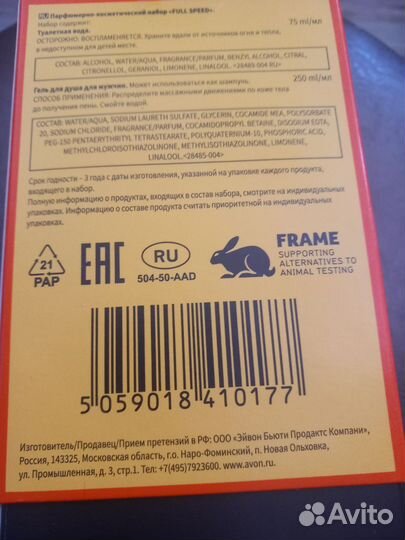 RU Парфюмерно-косметический набор «FULL SPEED».
Набор содержит:
Туалетная вода. 75 ml/мл
ОСТОРОЖНО: ВОСПЛАМЕНЯЕТСЯ. Храните вдали от источников огня и тепла,
в недоступном для детей месте.
СОСТАВ: ALCOHOL, WATER/AQUA, FRAGRANCE/PARFUM, BENZYL ALCOHOL, CITRAL,
CITRONELLOL, GERANIOL, LIMONENE, LINALOOL. <28485-004 RU>
Гель для душа для мужчин. Может использоваться как шампунь. 250 ml/мл
СПОСОБ ПРИМЕНЕНИЯ: Распределите массажными движениями по коже тела
до получения пены. Смойте водой.
СОСТАВ: WATER/AQUA, SODIUM LAURETH SULFATE, GLYCERIN, COCAMIDE MEA, POLYSORBATE
20, SODIUM CHLORIDE, FRAGRANCE/PARFUM, COCAMIDOPROPYL BETAINE, DISODIUM EDTA,
PEG-150 PENTAERYTHRITYL TETRASTEARATE, POLYQUATERNIUM-10, PHOSPHORIC ACID,
METHYLCHLOROISOTHIAZOLINONE, METHYLISOTHIAZOLINONE, LIMONENE,
LINALOOL.<28485-004>
Срок годности – 3 года с даты изготовления, указанной на упаковке каждого продукта,
входящего в набор.
Полную информацию о продуктах, входящих в состав набора, смотрите на индивидуальных
упаковках. Информацию о составе продукта считать приоритетной на индивидуальных
упаковках.
21
PAP
EAC
RU
504-50-AAD
FRAME
SUPPORTING
ALTERNATIVES TO
ANIMAL TESTING
5 059018 410177
Изготовитель/Продавец/Прием претензий в РФ: ООО «Эйвон Бьюти Продактс Компани»,
Россия, 143325, Московская область, г.о. Наро-Фоминский, п. Новая Ольховка,
ул. Промышленная, д. 3, стр.1. Тел.+7(495)7923600. www.avon.ru.
Avito